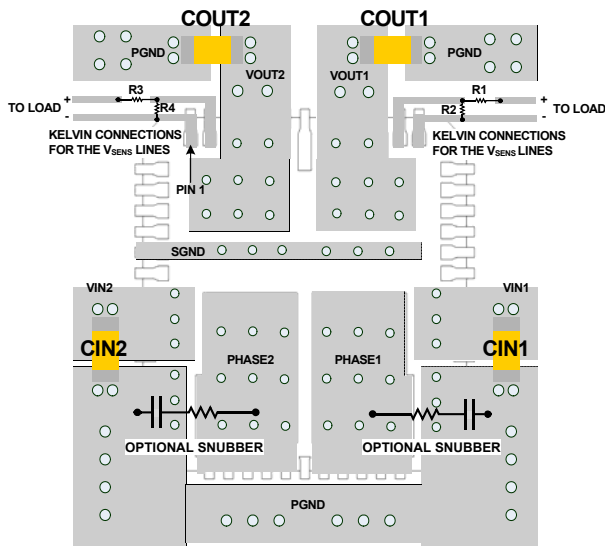 COUT2
COUT1
PGND
PGND
VOUT2
VOUT1
R3
R1
TO LOAD
+
-
R4
R2
+
-
TO LOAD
KELVIN CONNECTIONS
FOR THE VSENS LINES
KELVIN CONNECTIONS
FOR THE VSENS LINES
PIN 1
SGND
VIN2
VIN1
CIN2
CIN1
PHASE2
PHASE1
OPTIONAL SNUBBER
OPTIONAL SNUBBER
PGND